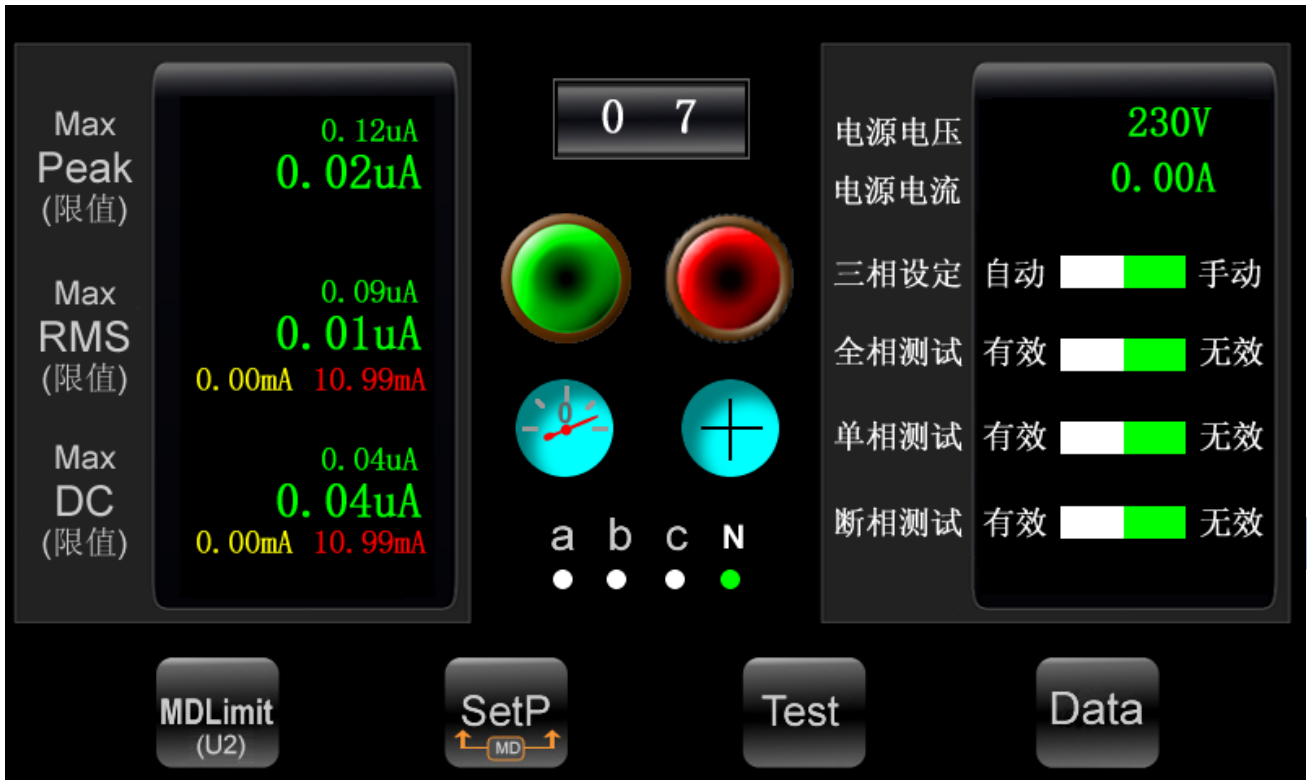 Max
0.12uA
Peak
0.02uA
(限值)
Max
0.09uA
RMS
0.01uA
(限值)
0.00mA 10.99mA
Max
0.04uA
DC
0.04uA
(限值)
0.00mA 10.99mA
0 7
0
a b c N
电源电压 230V
电源电流 0.00A
三相设定 自动 手动
全相测试 有效 无效
单相测试 有效 无效
断相测试 有效 无效
MDLimit
(U2)
SetP
MD
Test
Data